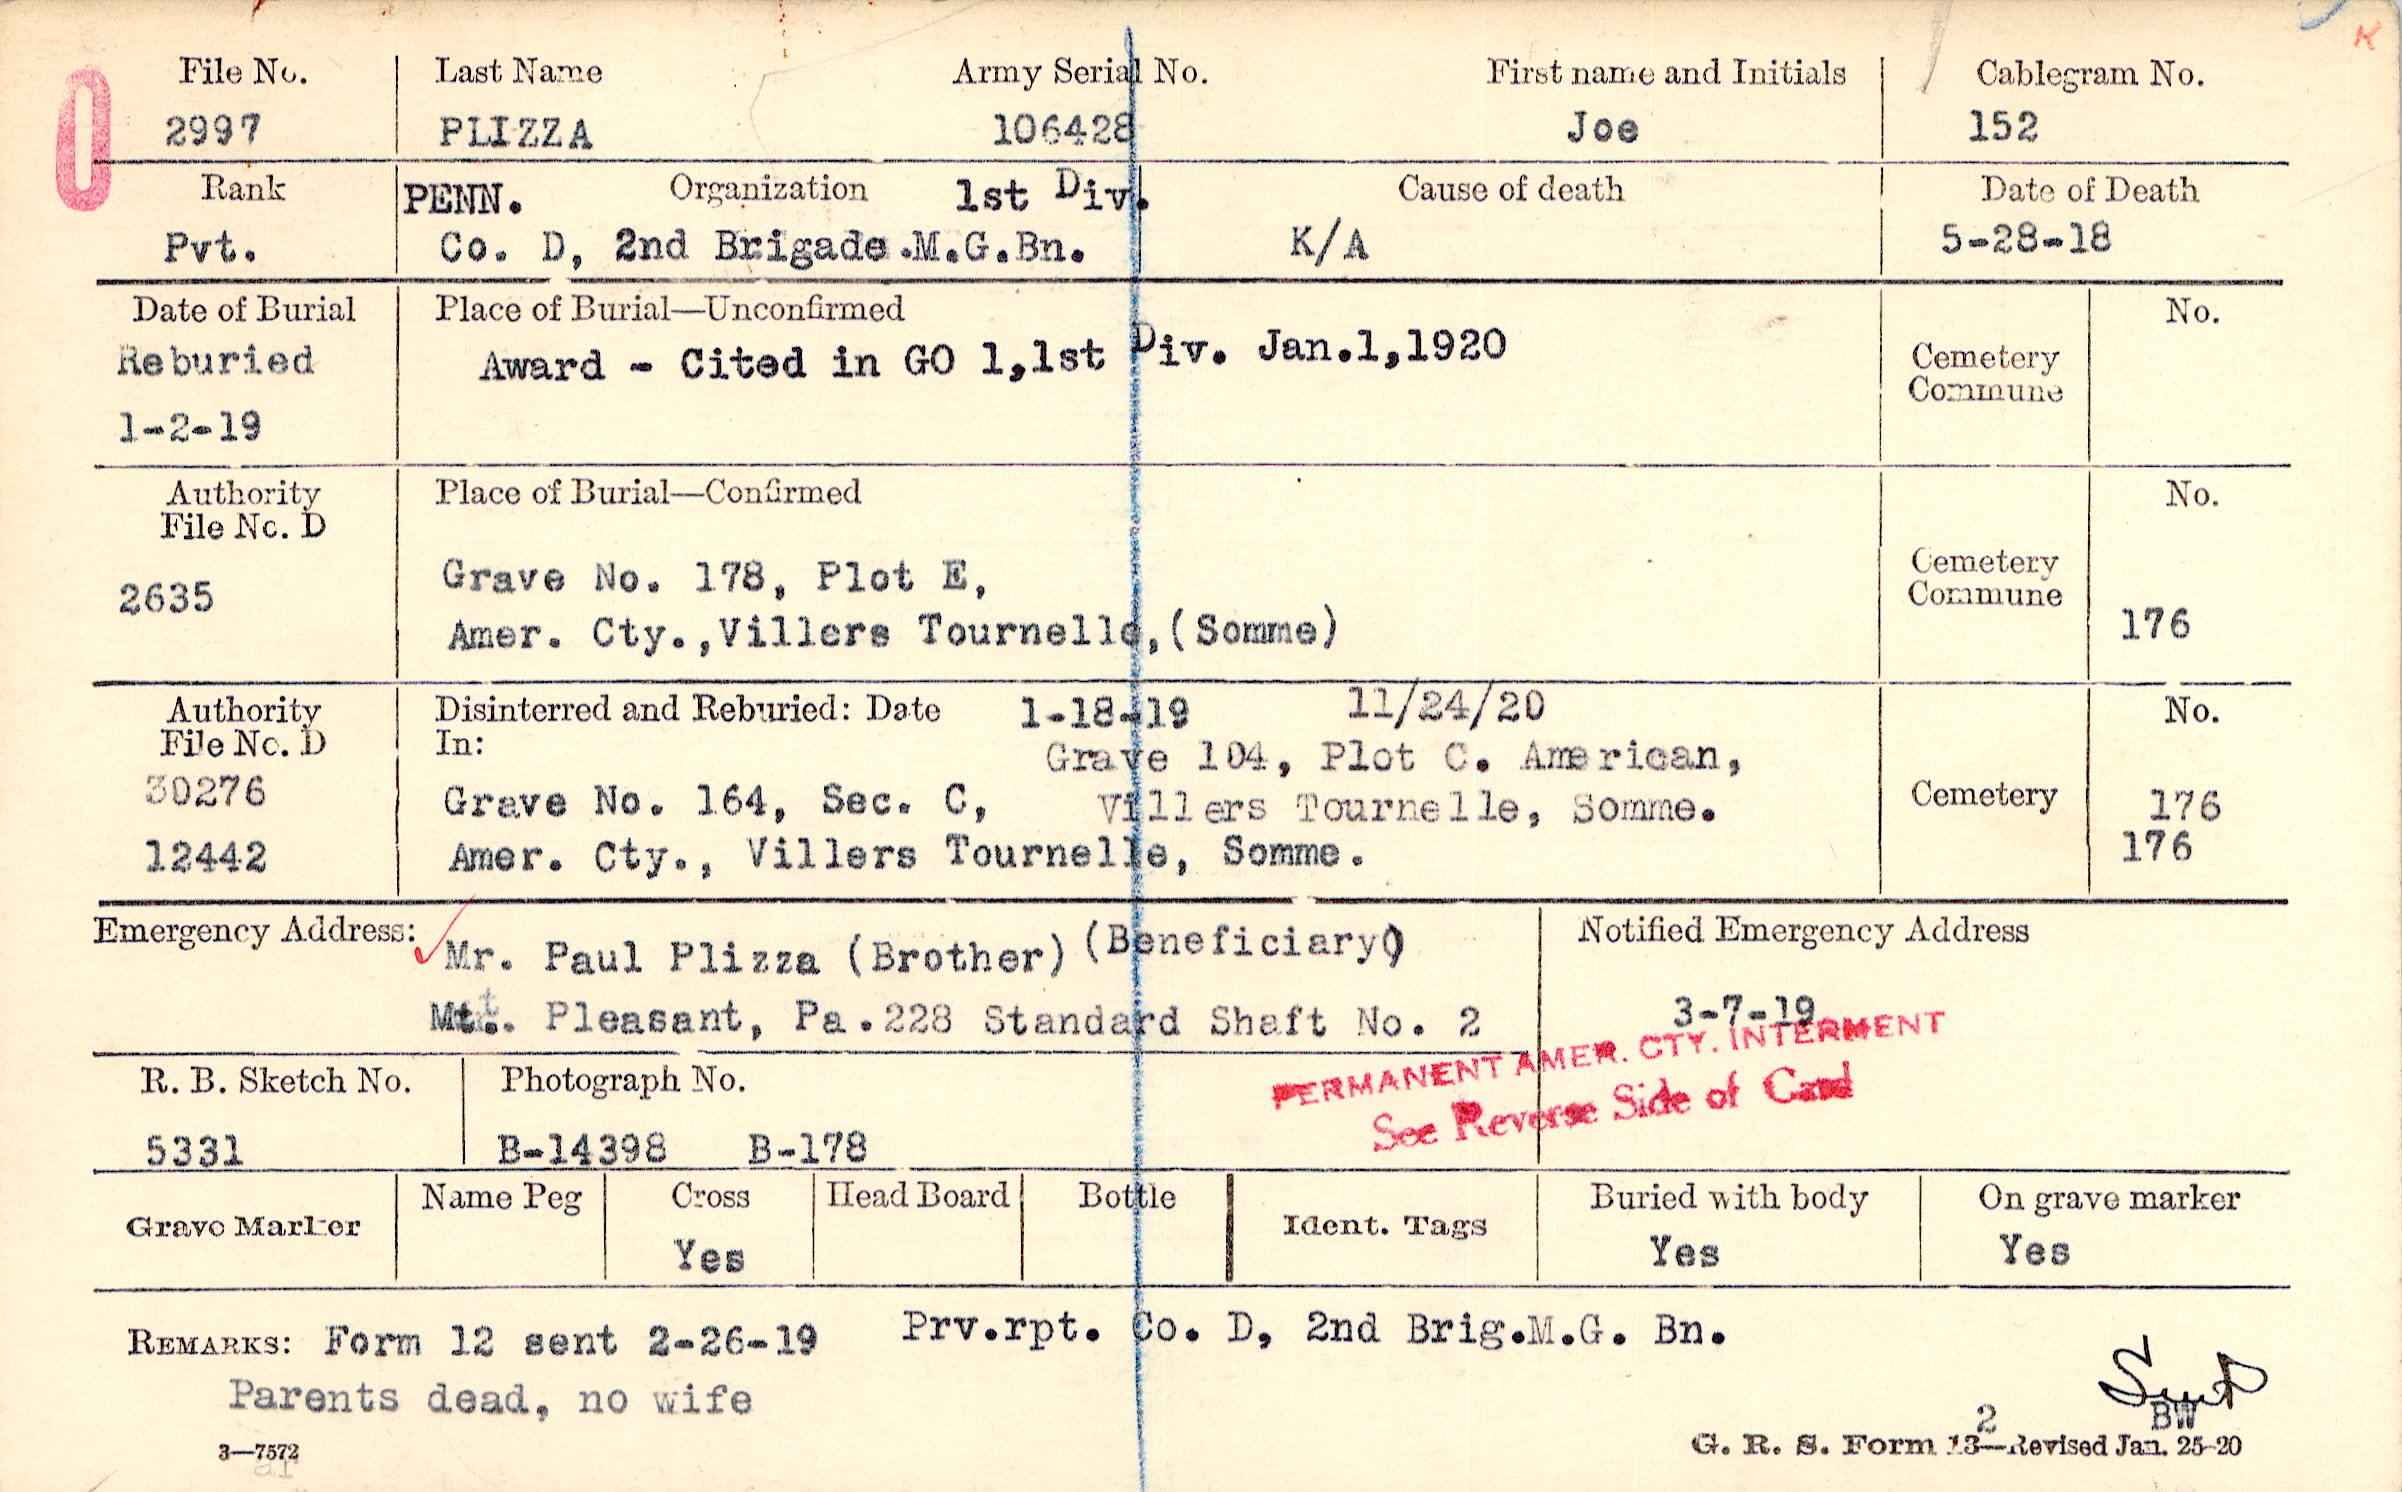 File No. Last Name Army Serial No. First name and Initials Cablegram No.
2997 PLIZZA 106428 Joe 152
Rank PENN. Organization 1st Div. Cause of death Date of Death
Pvt. Co. D, 2nd Brigade.M.G.Bn. K/A 5-28-18
Date of Burial Place of Burial—Unconfirmed No.
Reburied Award - Cited in GO 1,1st Div. Jan.1,1920 Cemetery
Commune
1-2-19
Authority Place of Burial—Confirmed No.
File No. D
Grave No. 178, Plot E, Cemetery
2635 Commune
Amer. Cty.,Villers Tournelle,(Somme) 176
Authority Disinterred and Reburied: Date 1-18-19 11/24/20 No.
File No. D In: Grave 104, Plot C. American,
30276 Grave No. 164, Sec. C, Villers Tournelle, Somme. Cemetery 176
12442 Amer. Cty., Villers Tournelle, Somme. 176
Emergency Address: Mr. Paul Plizza (Brother) (Beneficiary) Notified Emergency Address
Mt. Pleasant, Pa.228 Standard Shaft No. 2 3-7-19
PERMANENT AMER. CTY. INTERMENT
See Reverse Side of Card
R. B. Sketch No. Photograph No.
5331 B-14398 B-178
Grave Marker Name Peg Cross Head Board Bottle Ident. Tags Buried with body On grave marker
Yes Yes Yes
REMARKS: Form 12 sent 2-26-19 Prv.rpt. Co. D, 2nd Brig.M.G. Bn.
Parents dead, no wife
BW
2
3—7572 G. R. S. Form 13—Revised Jan. 25-20
ar
K
0